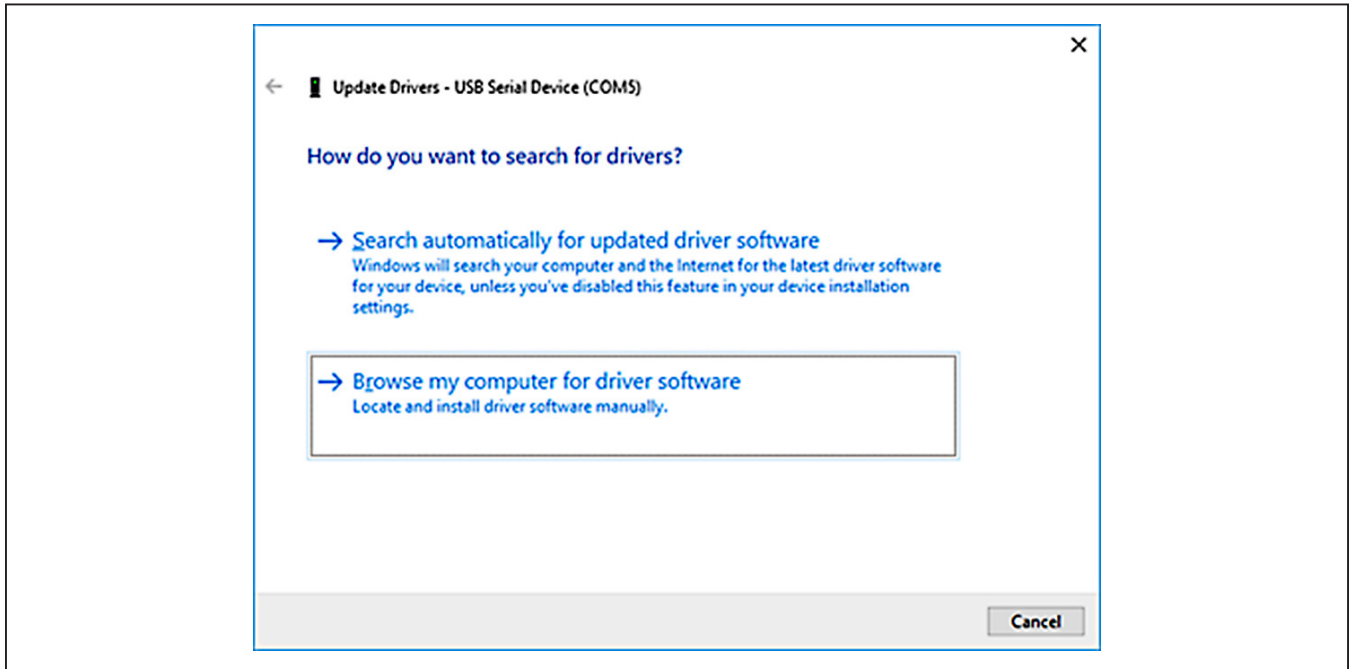 Update Drivers - USB Serial Device (COM5)
How do you want to search for drivers?
Search automatically for updated driver software
Windows will search your computer and the Internet for the latest driver software
for your device, unless you've disabled this feature in your device installation
settings.
Browse my computer for driver software
Locate and install driver software manually.
Cancel